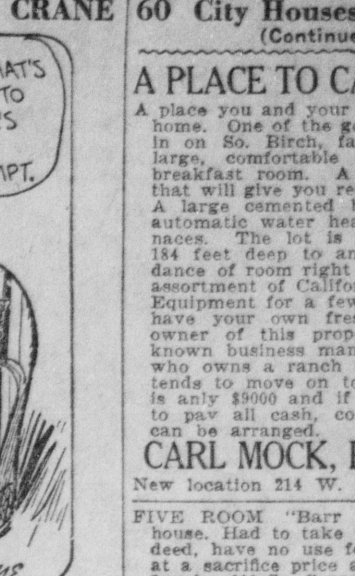 CRANE
HAT'S
TO
'S
MPT.
60 City Houses
(Continue
A PLACE TO CA
A place you and your
home. One of the g
in on So. Birch, fa
large, comfortable
breakfast room. A
that will give you re
A large cemented
automatic water hea
naces. The lot is
184 feet deep to an
dance of room right
assortment of Califor
Equipment for a few
have your own fres
owner of this prop
known business man
who owns a ranch
tends to move on to
is anly $9000 and if
to pay all cash, co
can be arranged.
CARL MOCK,
New location 214 W.
FIVE ROOM "Barr
house. Had to take
deed, have no use fo
at a sacrifice price a